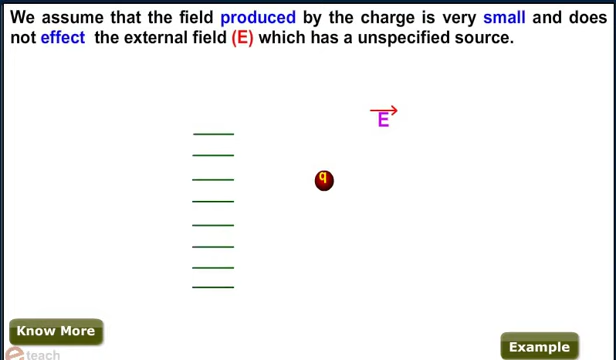 We assume that the field produced by the charge is very small and does
not effect the external field (E) which has a unspecified source.
E
q
Know More
Example
e teach